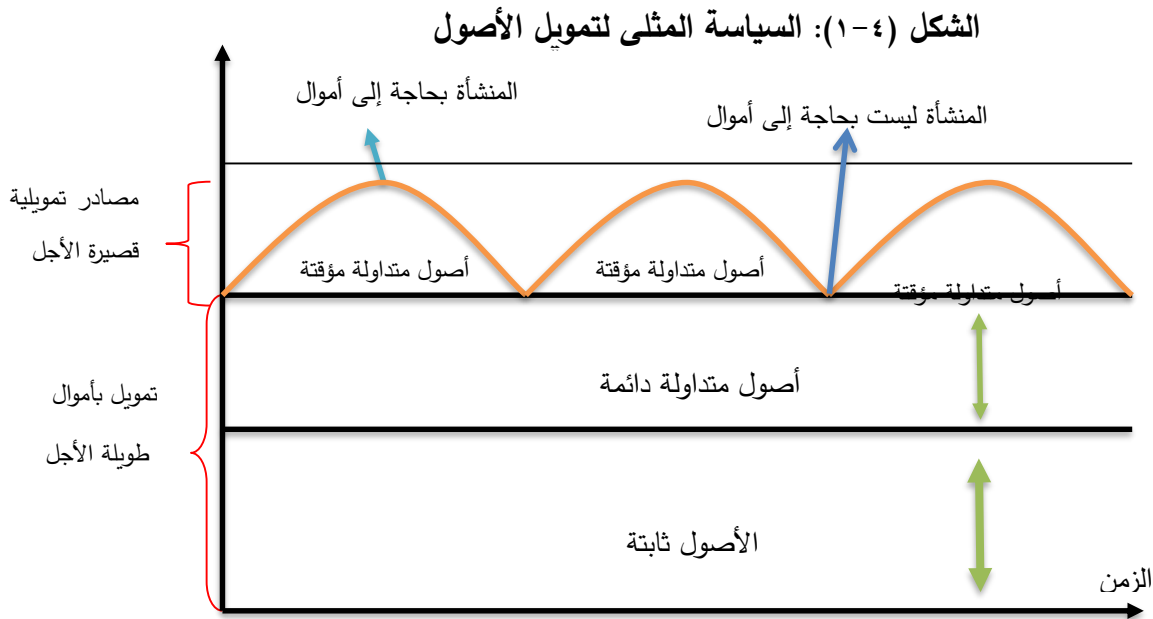 الشكل (٤-١): السياسة المثلى لتمويل الأصول
المنشأة بحاجة إلى أموال
المنشأة ليست بحاجة إلى أموال
مصادر تمويلية
قصيرة الأجل
أصول متداولة مؤقتة
أصول متداولة مؤقتة
أصول متداولة مؤقتة
تمويل بأموال
طويلة الأجل
أصول متداولة دائمة
الأصول ثابتة
الزمن